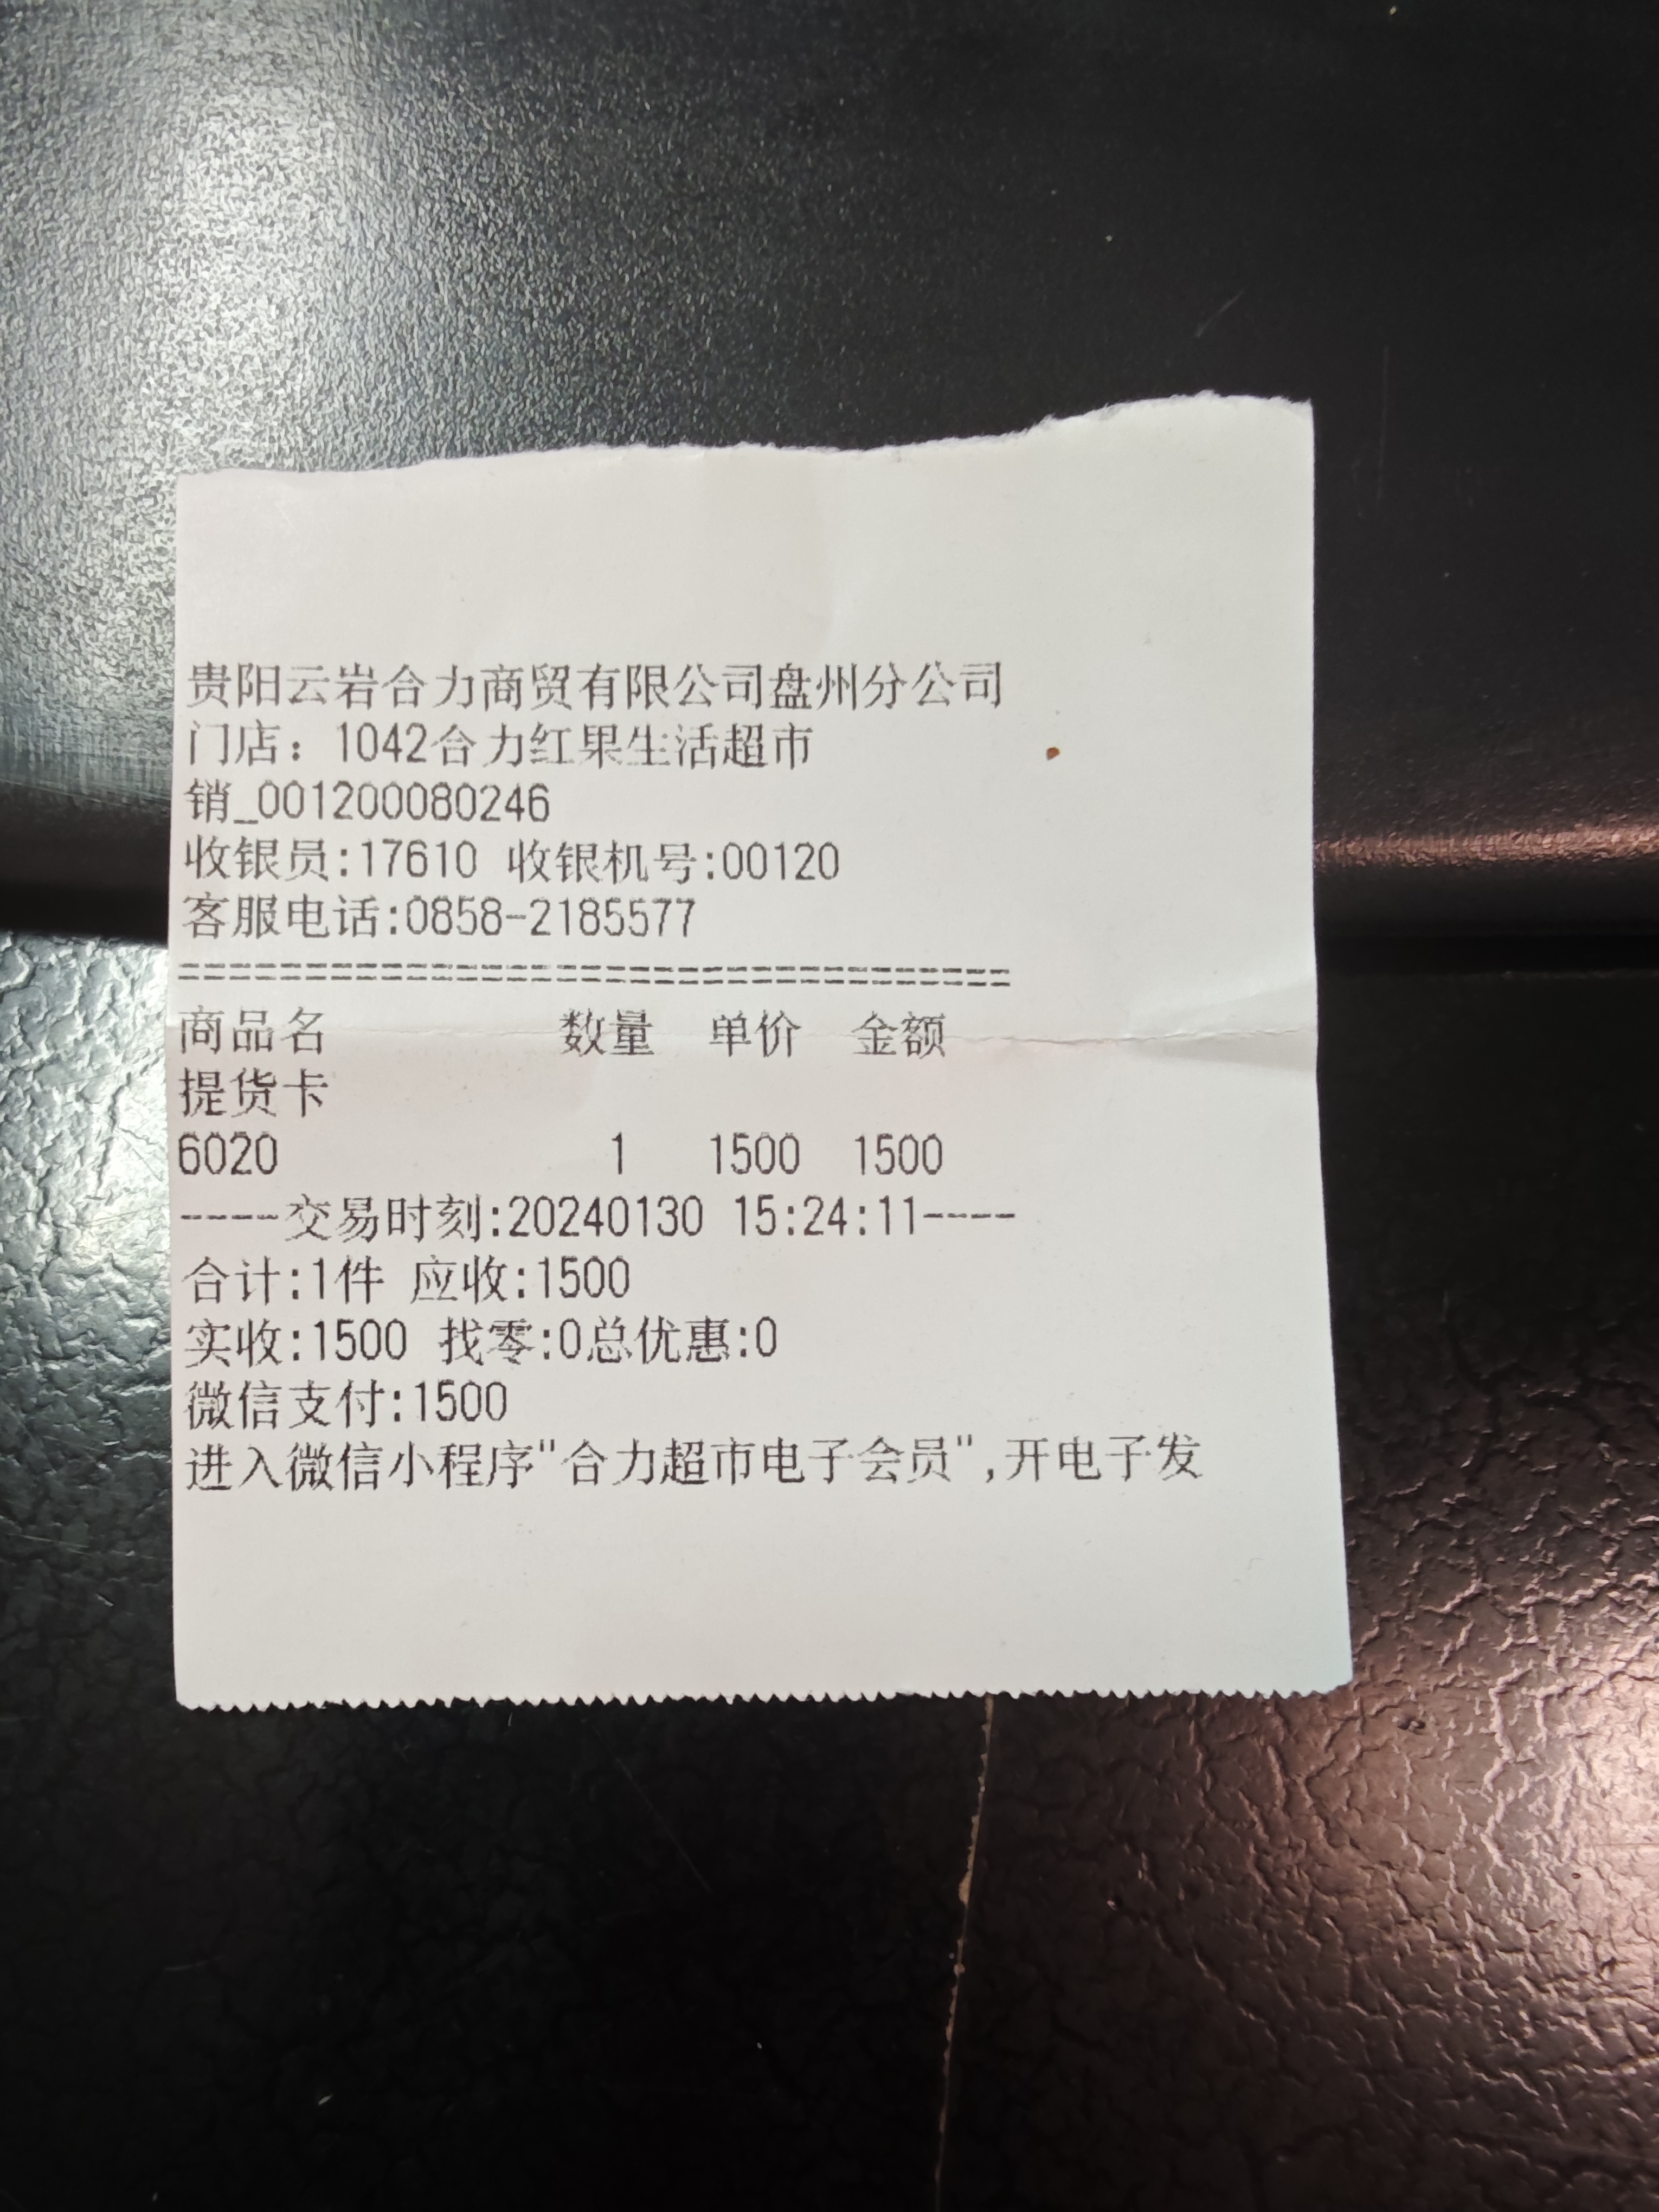 贵阳云岩合力商贸有限公司盘州分公司
门店：1042合力红果生活超市
销_001200080246
收银员:17610 收银机号:00120
客服电话:0858-2185577
==================================
商品名 数量 单价 金额
提货卡
6020 1 1500 1500
----交易时刻:20240130 15:24:11----
合计:1件 应收:1500
实收:1500 找零:0总优惠:0
微信支付:1500
进入微信小程序"合力超市电子会员",开电子发